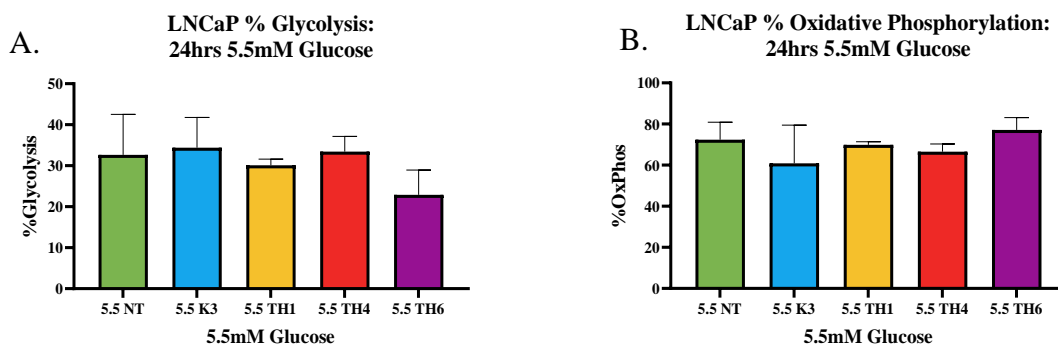 A.
LNCaP % Glycolysis:
24hrs 5.5mM Glucose
%Glycolysis
50
40
30
20
10
0
5.5 NT 5.5 K3 5.5 TH1 5.5 TH4 5.5 TH6
5.5mM Glucose
B.
LNCaP % Oxidative Phosphorylation:
24hrs 5.5mM Glucose
%OxPhos
100
80
60
40
20
0
5.5 NT 5.5 K3 5.5 TH1 5.5 TH4 5.5 TH6
5.5mM Glucose